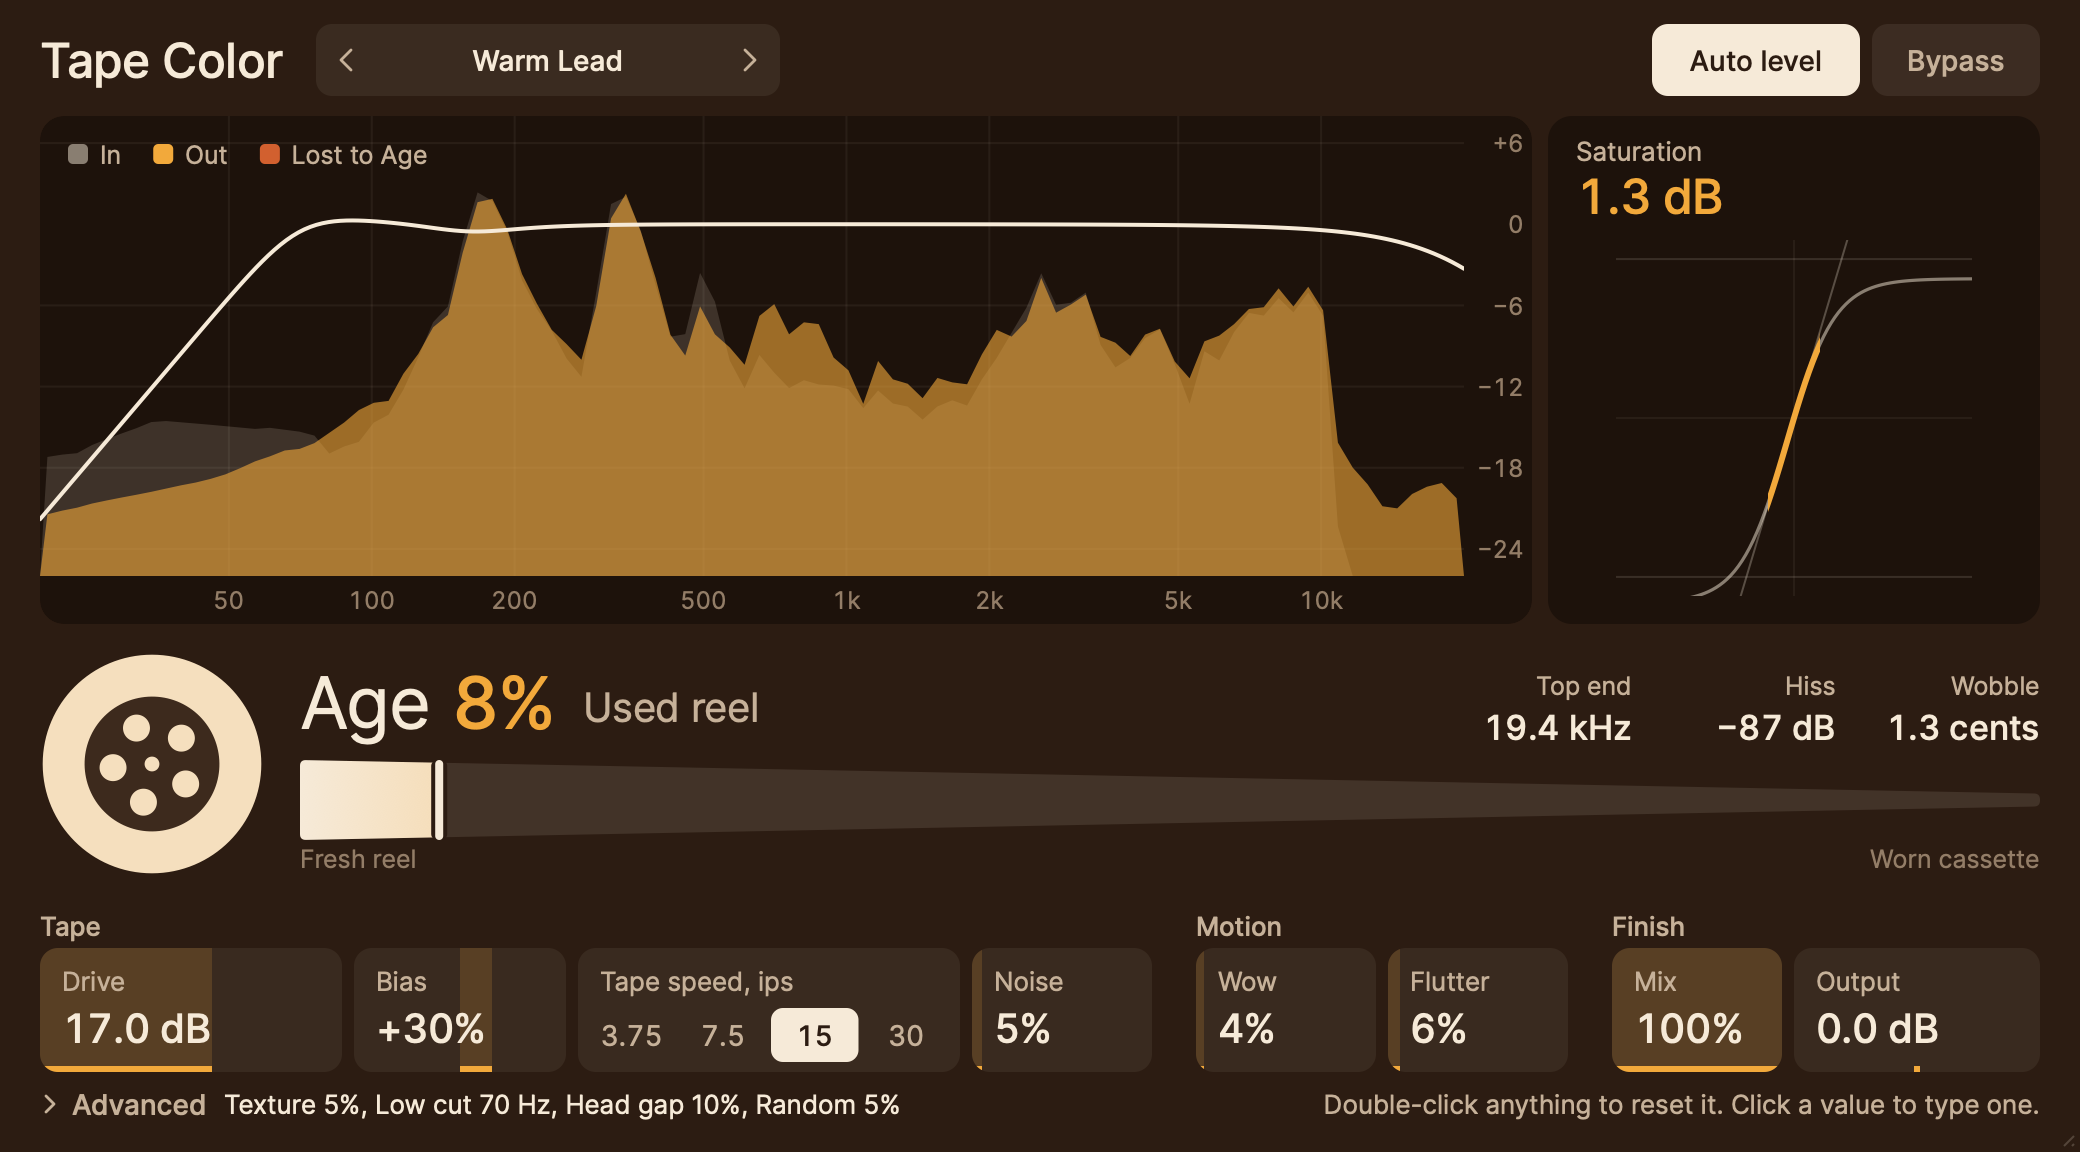 Tape Color
Warm Lead
Auto level
Bypass
In
Out
Lost to Age
+6
0
−6
−12
−18
−24
50
100
200
500
1k
2k
5k
10k
Saturation
1.3 dB
Age 8% Used reel
Top end
19.4 kHz
Hiss
−87 dB
Wobble
1.3 cents
Fresh reel
Worn cassette
Tape
Drive
17.0 dB
Bias
+30%
Tape speed, ips
3.75 7.5 15 30
Noise
5%
Motion
Wow
4%
Flutter
6%
Finish
Mix
100%
Output
0.0 dB
Advanced Texture 5%, Low cut 70 Hz, Head gap 10%, Random 5%
Double-click anything to reset it. Click a value to type one.